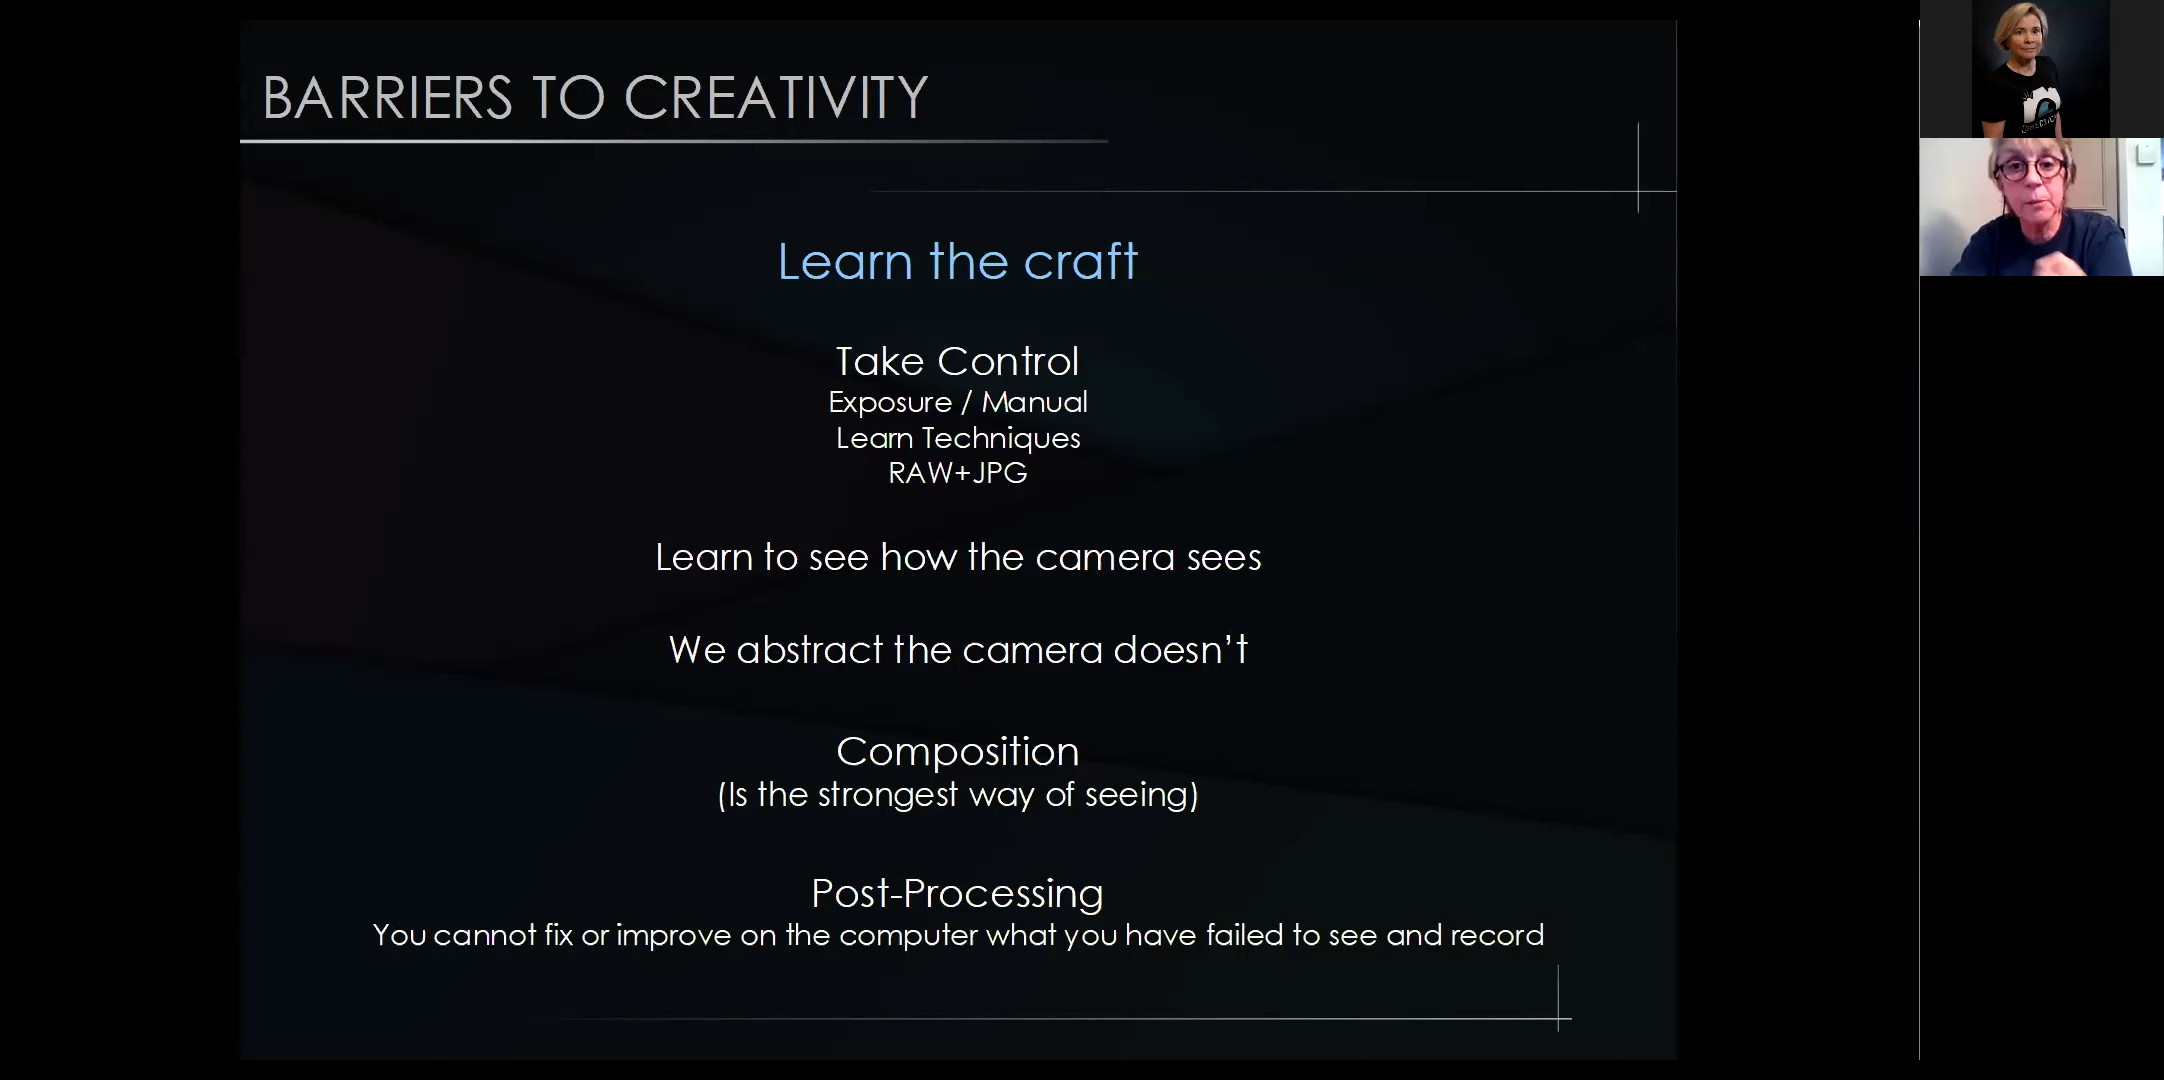 BARRIERS TO CREATIVITY
Learn the craft
Take Control
Exposure / Manual
Learn Techniques
RAW+JPG
Learn to see how the camera sees
We abstract the camera doesn’t
Composition
(Is the strongest way of seeing)
Post-Processing
You cannot fix or improve on the computer what you have failed to see and record